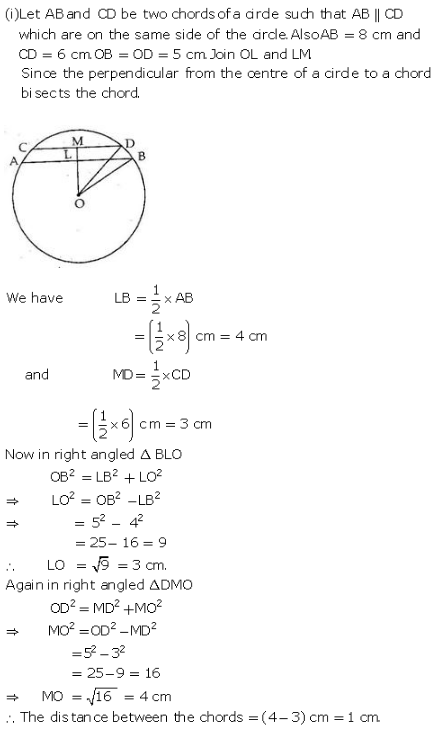 (i)Let AB and CD be two chords of a circle such that AB || CD
which are on the same side of the circle. Also AB = 8 cm and
CD = 6 cm. OB = OD = 5 cm. Join OL and LM.
Since the perpendicular from the centre of a circle to a chord
bisects the chord.
M
C D
L
A B
O
We have LB = 1/2 × AB
= (1/2 × 8) cm = 4 cm
and MD = 1/2 × CD
= (1/2 × 6) cm = 3 cm
Now in right angled Δ BLO
OB² = LB² + LO²
⇒ LO² = OB² – LB²
⇒ = 5² – 4²
= 25 – 16 = 9
∴ LO = √9 = 3 cm.
Again in right angled ΔDMO
OD² = MD² + MO²
⇒ MO² = OD² – MD²
= 5² – 3²
= 25 – 9 = 16
⇒ MO = √16 = 4 cm
∴ The distance between the chords = (4 – 3) cm = 1 cm.